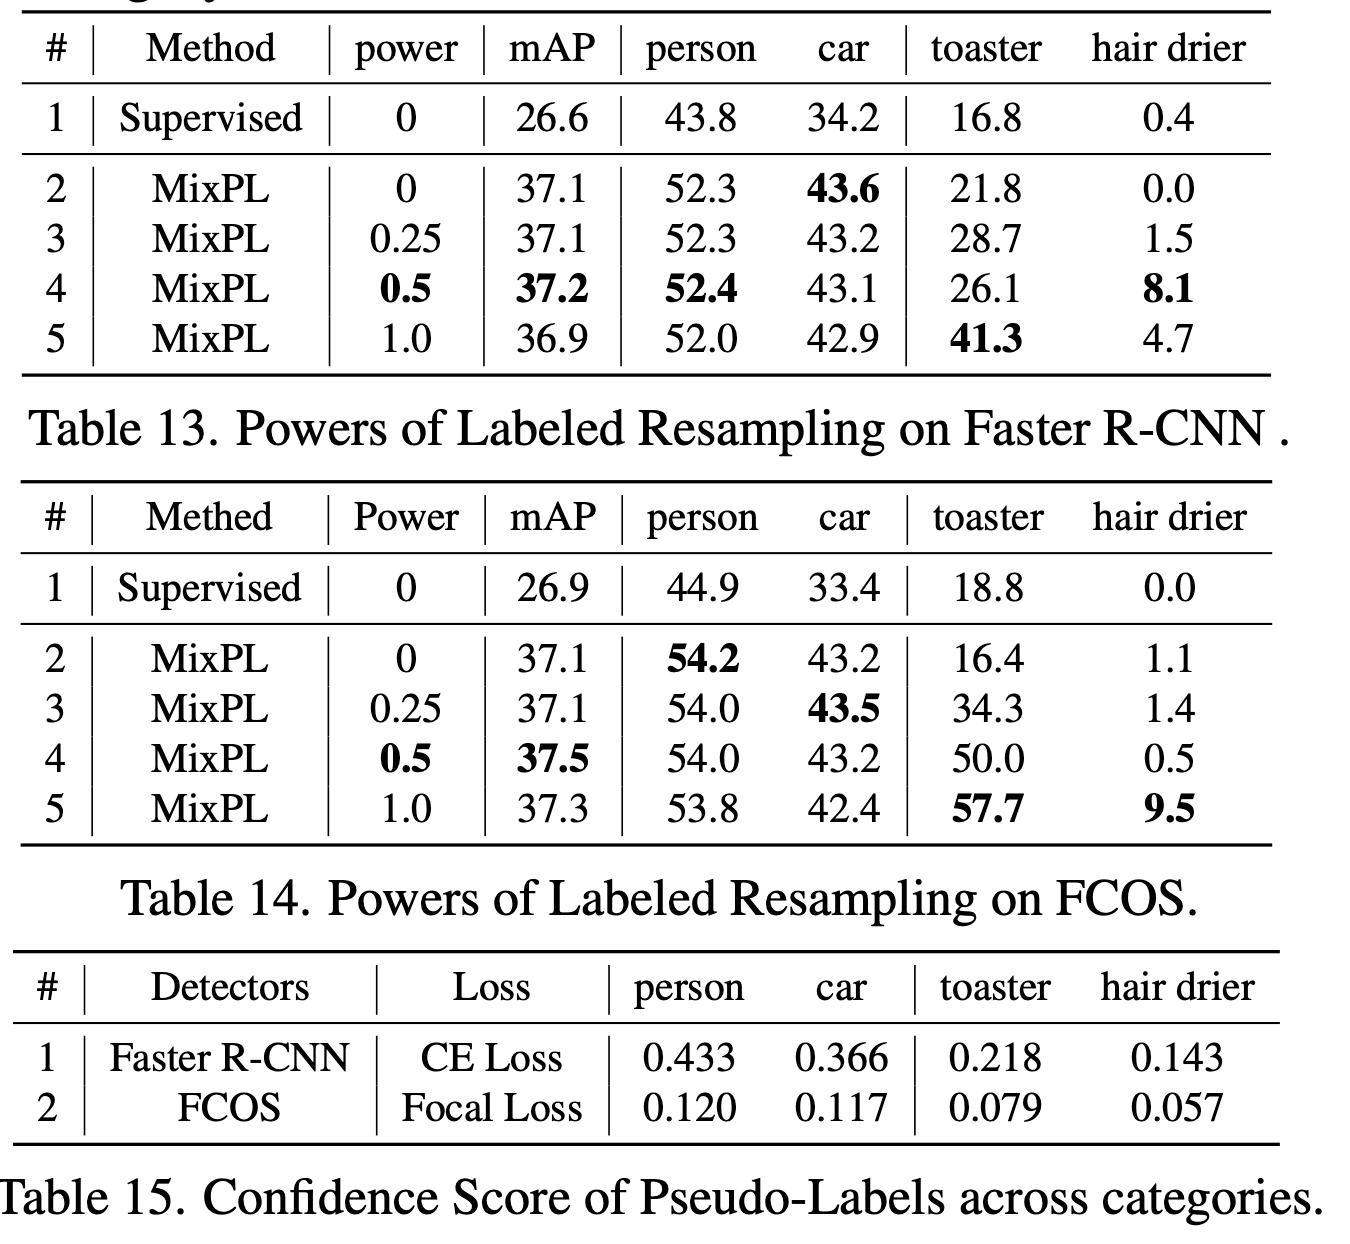 # Method power mAP person car toaster hair drier
1 Supervised 0 26.6 43.8 34.2 16.8 0.4
2 MixPL 0 37.1 52.3 43.6 21.8 0.0
3 MixPL 0.25 37.1 52.3 43.2 28.7 1.5
4 MixPL 0.5 37.2 52.4 43.1 26.1 8.1
5 MixPL 1.0 36.9 52.0 42.9 41.3 4.7
Table 13. Powers of Labeled Resampling on Faster R-CNN .
# Methed Power mAP person car toaster hair drier
1 Supervised 0 26.9 44.9 33.4 18.8 0.0
2 MixPL 0 37.1 54.2 43.2 16.4 1.1
3 MixPL 0.25 37.1 54.0 43.5 34.3 1.4
4 MixPL 0.5 37.5 54.0 43.2 50.0 0.5
5 MixPL 1.0 37.3 53.8 42.4 57.7 9.5
Table 14. Powers of Labeled Resampling on FCOS.
# Detectors Loss person car toaster hair drier
1 Faster R-CNN CE Loss 0.433 0.366 0.218 0.143
2 FCOS Focal Loss 0.120 0.117 0.079 0.057
Table 15. Confidence Score of Pseudo-Labels across categories.